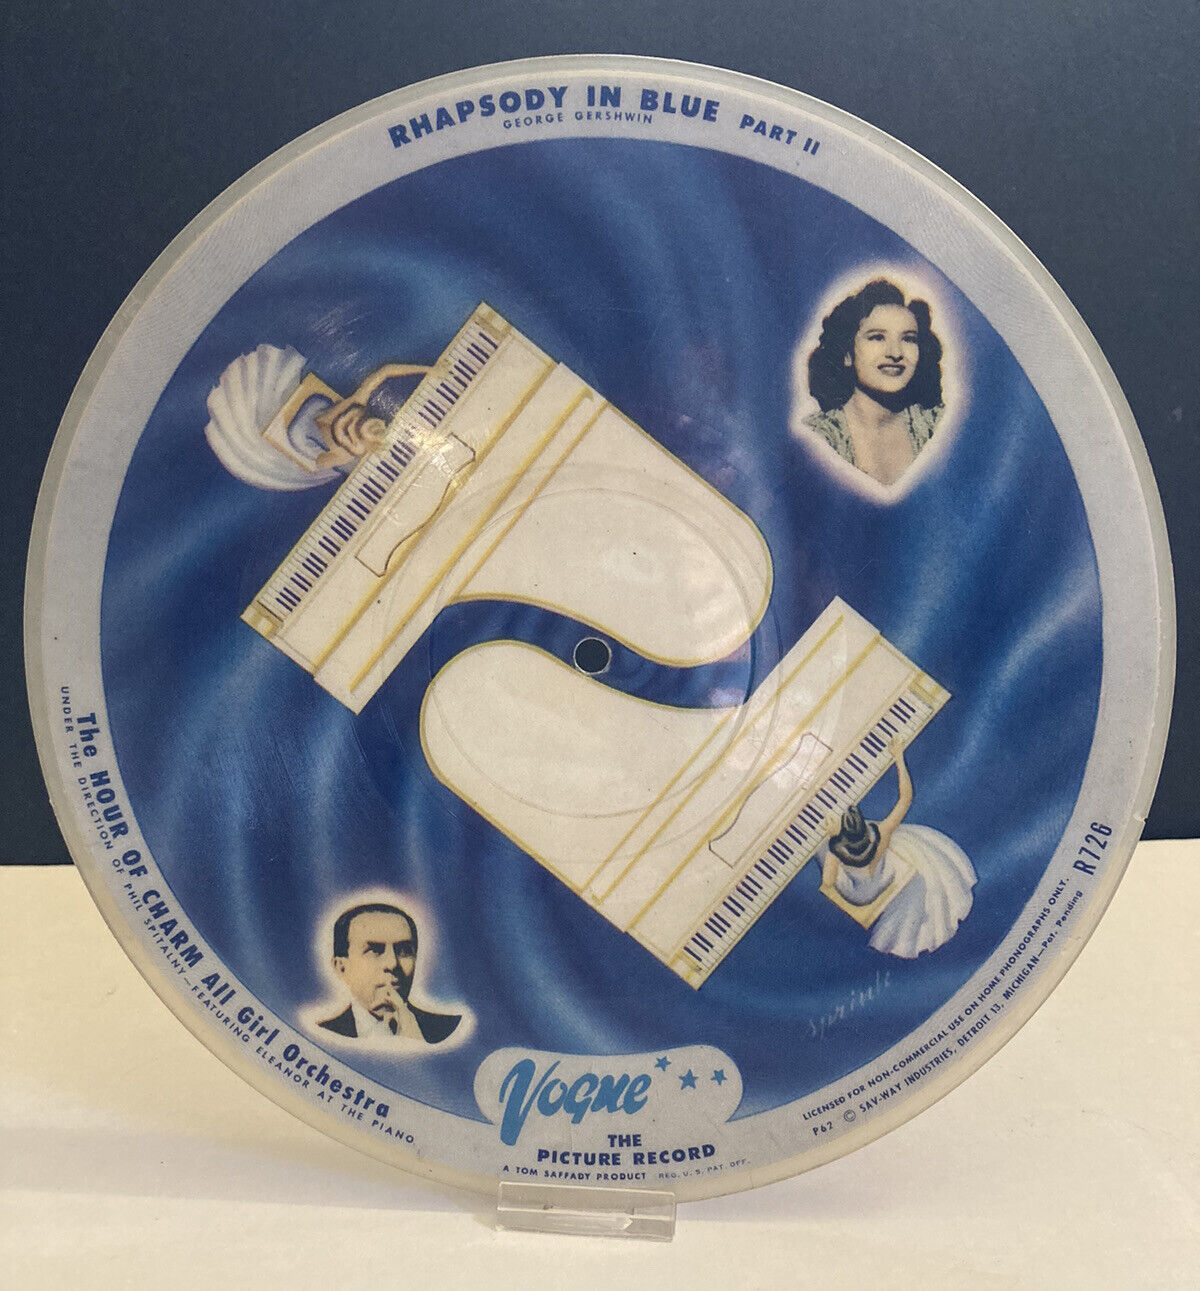 RHAPSODY IN BLUE PART II
GEORGE GERSHWIN
The HOUR OF CHARM All Girl Orchestra
UNDER THE DIRECTION OF PHIL SPITALNY—FEATURING ELEANOR AT THE PIANO
sprink
VOGUE
THE
PICTURE RECORD
A TOM SAFFADY PRODUCT REG. U. S. PAT. OFF.
LICENSED FOR NON-COMMERCIAL USE ON HOME PHONOGRAPHS ONLY.
P62 © SAV-WAY INDUSTRIES, DETROIT 13, MICHIGAN—Pat. Pending
R726